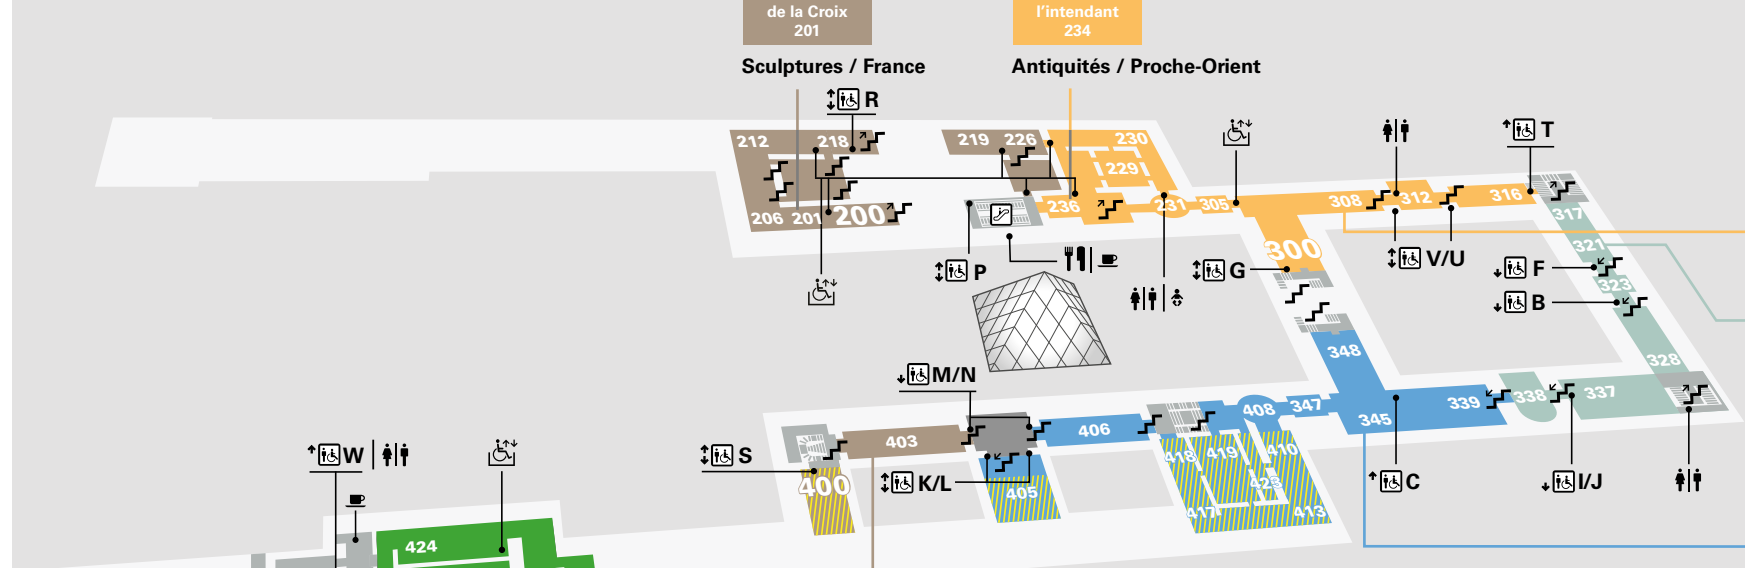 de la Croix
201
l'intendant
234
Sculptures / France
Antiquités / Proche-Orient
R
T
212
218
219
226
230
229
206
201
200
236
231
305
308
312
316
317
300
321
323
328
P
G
V/U
F
B
348
M/N
347
345
339
338
337
408
406
403
W
S
400
K/L
405
418
419
410
423
417
413
C
I/J
424